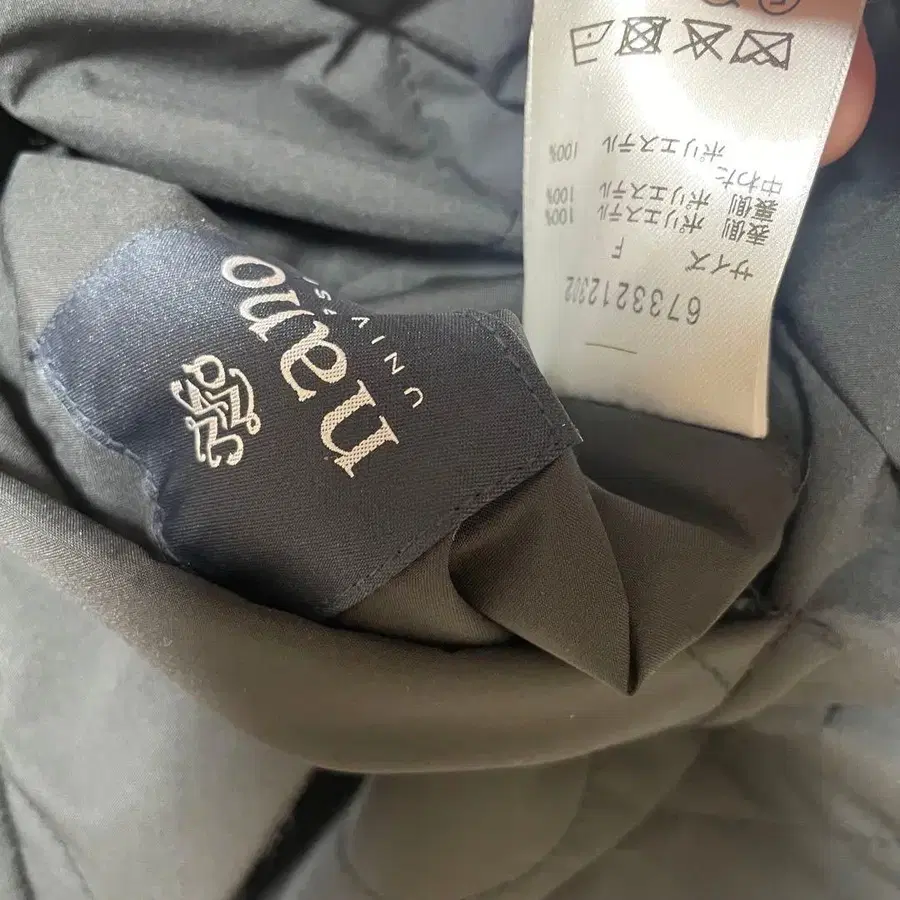 nano
UNIVERS
6733212302
サイズ F
表側 ポリエステル 100%
裏側 ポリエステル 100%
中わた
ポリエステル 100%